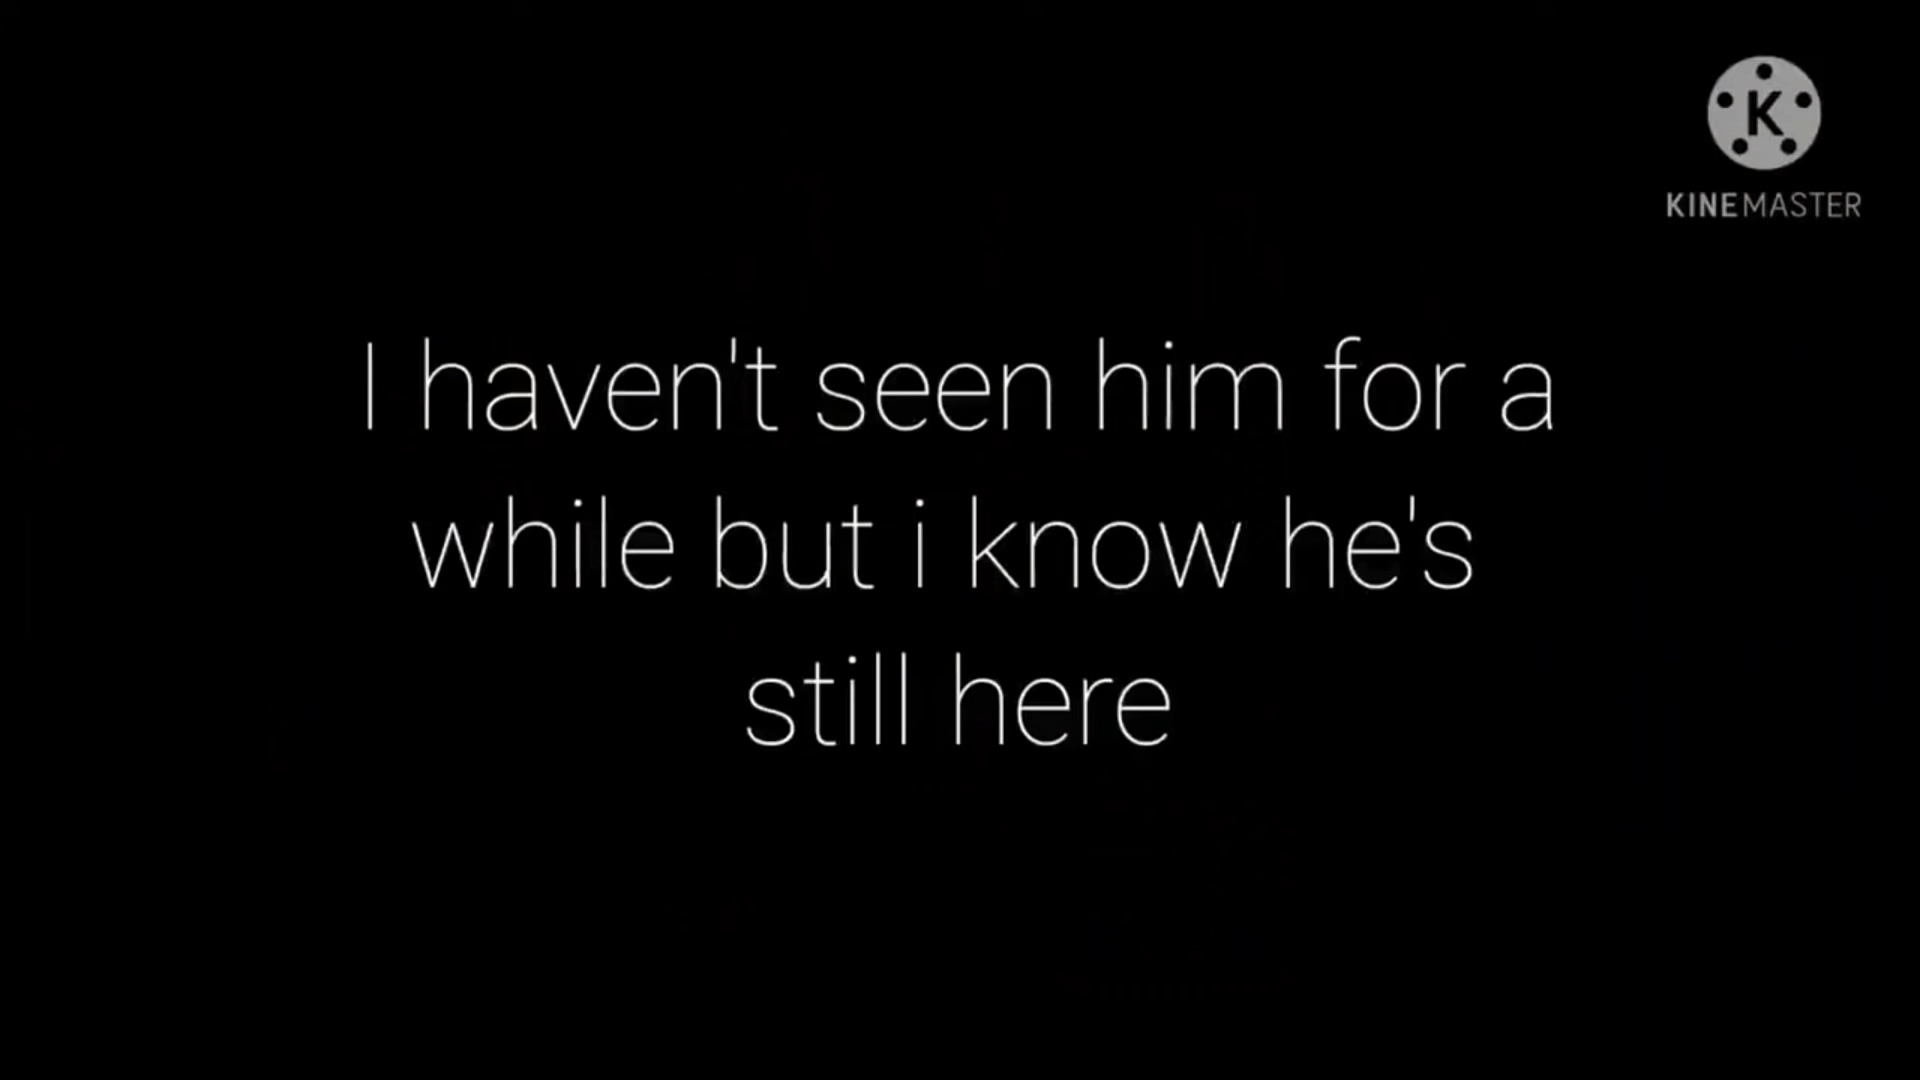 K
KINEMASTER
I haven't seen him for a
while but i know he's
still here